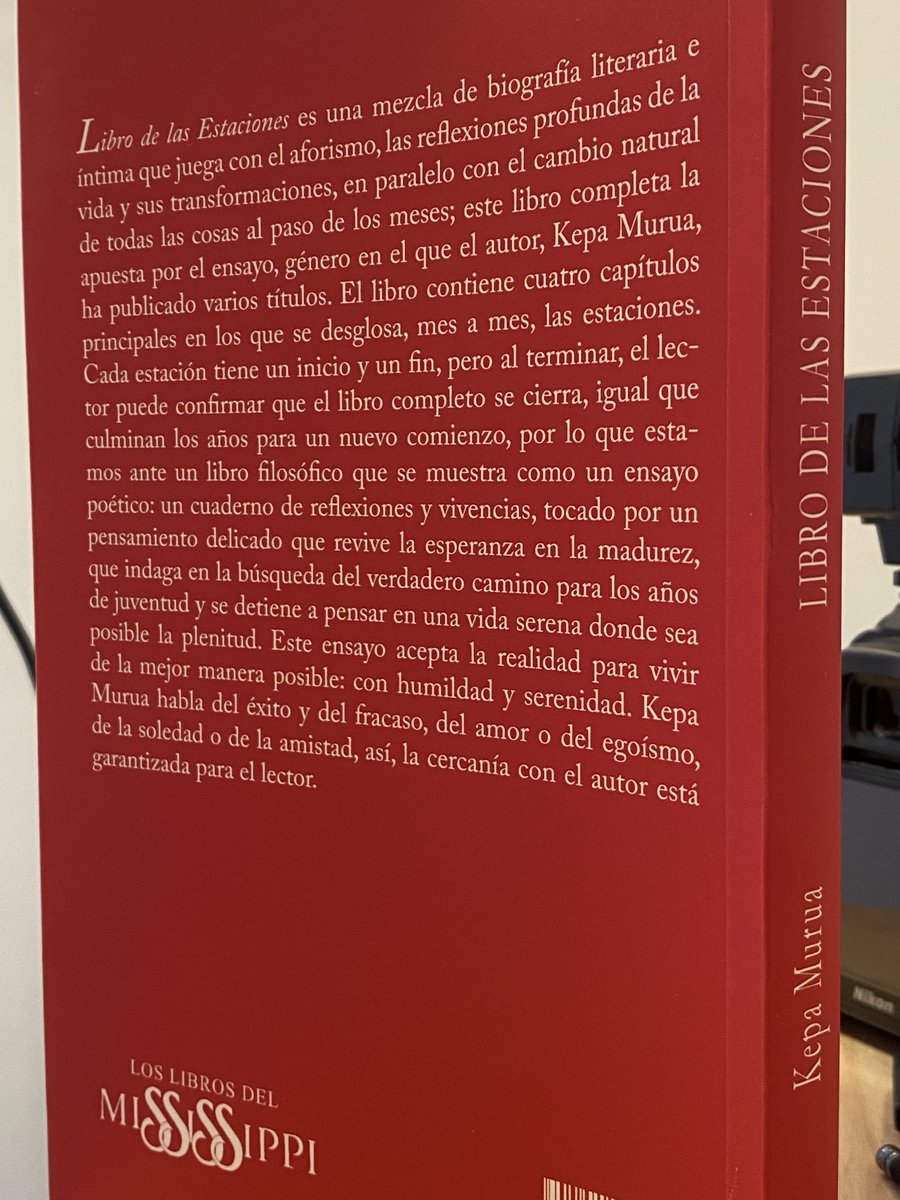 Libro de las Estaciones es una mezcla de biografía literaria e
íntima que juega con el aforismo, las reflexiones profundas de la
vida y sus transformaciones, en paralelo con el cambio natural
de todas las cosas al paso de los meses; este libro completa la
apuesta por el ensayo, género en el que el autor, Kepa Murua,
ha publicado varios títulos. El libro contiene cuatro capítulos
principales en los que se desglosa, mes a mes, las estaciones.
Cada estación tiene un inicio y un fin, pero al terminar, el lec-
tor puede confirmar que el libro completo se cierra, igual que
culminan los años para un nuevo comienzo, por lo que esta-
mos ante un libro filosófico que se muestra como un ensayo
poético: un cuaderno de reflexiones y vivencias, tocado por un
pensamiento delicado que revive la esperanza en la madurez,
que indaga en la búsqueda del verdadero camino para los años
de juventud y se detiene a pensar en una vida serena donde sea
posible la plenitud. Este ensayo acepta la realidad para vivir
de la mejor manera posible: con humildad y serenidad. Kepa
Murua habla del éxito y del fracaso, del amor o del egoísmo,
de la soledad o de la amistad, así, la cercanía con el autor está
garantizada para el lector.
LOS LIBROS DEL
MISSISSIPPI
LIBRO DE LAS ESTACIONES
Kepa Murua
Nikon